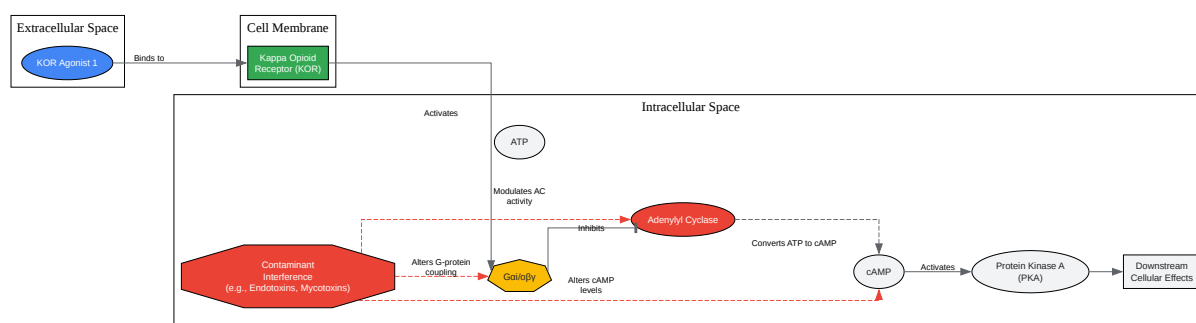 Extracellular Space
KOR Agonist 1
Binds to
Cell Membrane
Kappa Opioid
Receptor (KOR)
Intracellular Space
Activates
ATP
Modulates AC
activity
Adenylyl Cyclase
Inhibits
Converts ATP to cAMP
Contaminant
Interference
(e.g., Endotoxins, Mycotoxins)
Alters G-protein
coupling
Gαi/αβγ
Alters cAMP
levels
cAMP
Activates
Protein Kinase A
(PKA)
Downstream
Cellular Effects